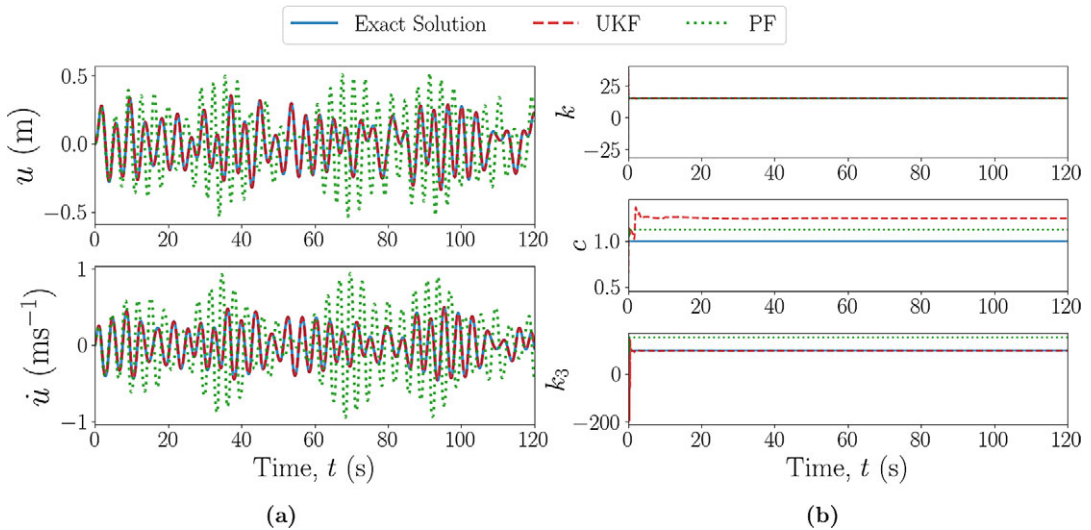 Exact Solution UKF PF
0.5
0.0
−0.5
u (m)
0 20 40 60 80 100 120
1
0
−1
u̇ (ms⁻¹)
0 20 40 60 80 100 120
Time, t (s)
(a)
25
0
−25
k
0 20 40 60 80 100 120
1.0
0.5
c
0 20 40 60 80 100 120
0
−200
k₃
0 20 40 60 80 100 120
Time, t (s)
(b)